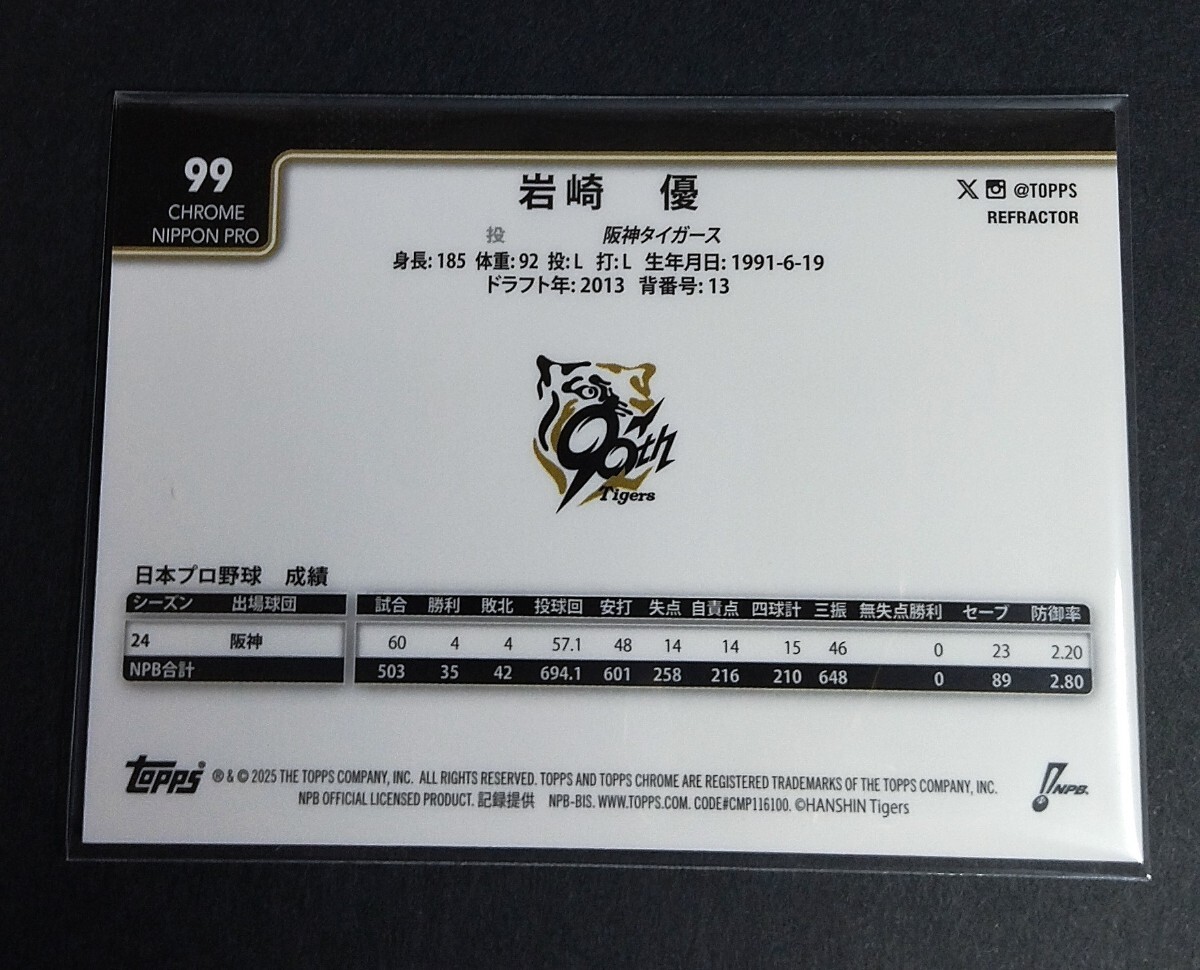 99
CHROME
NIPPON PRO
岩崎 優
@TOPPS
REFRACTOR
投 阪神タイガース
身長: 185 体重: 92 投: L 打: L 生年月日: 1991-6-19
ドラフト年: 2013 背番号: 13
90th
Tigers
日本プロ野球 成績
シーズン 出場球団 試合 勝利 敗北 投球回 安打 失点 自責点 四球計 三振 無失点勝利 セーブ 防御率
24 阪神 60 4 4 57.1 48 14 14 15 46 0 23 2.20
NPB合計 503 35 42 694.1 601 258 216 210 648 0 89 2.80
topps ® & © 2025 THE TOPPS COMPANY, INC. ALL RIGHTS RESERVED. TOPPS AND TOPPS CHROME ARE REGISTERED TRADEMARKS OF THE TOPPS COMPANY, INC.
NPB OFFICIAL LICENSED PRODUCT. 記録提供 NPB-BIS. WWW.TOPPS.COM. CODE#CMP116100. ©HANSHIN Tigers
NPB